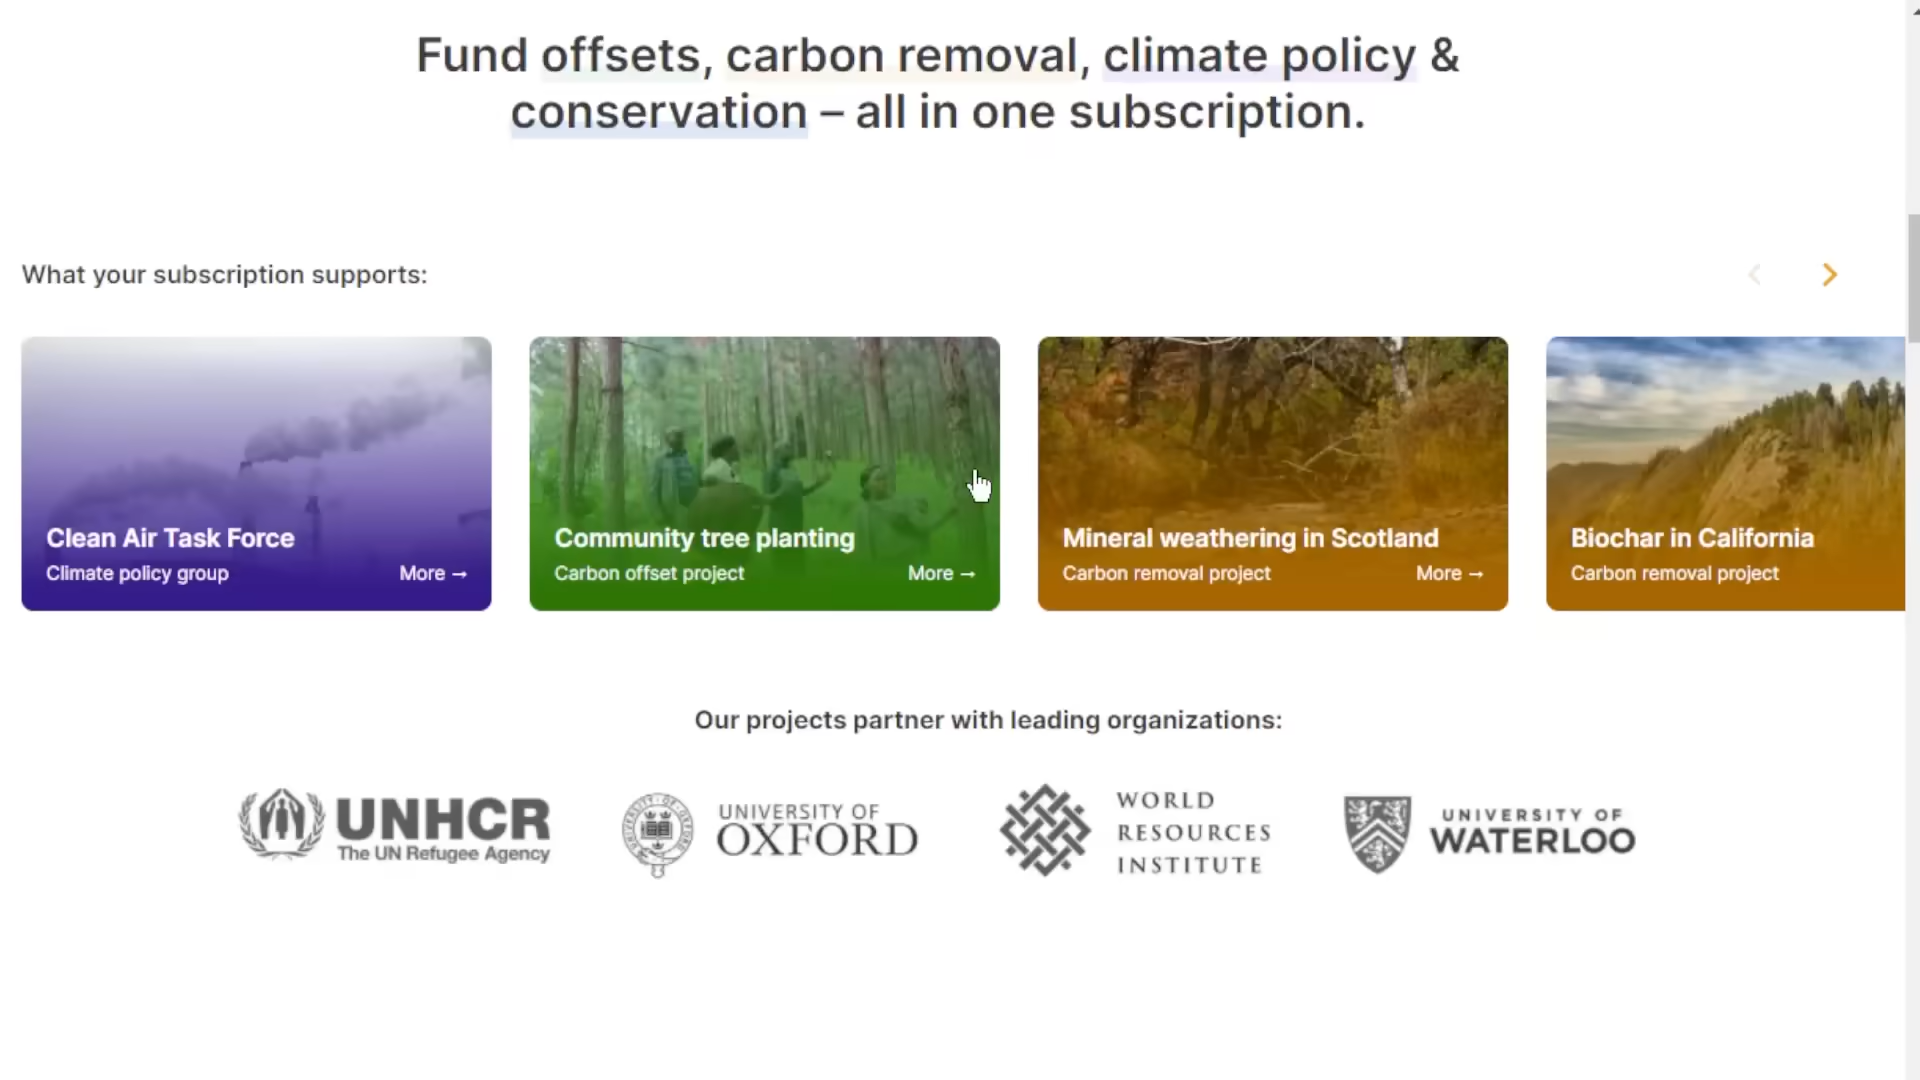 Fund offsets, carbon removal, climate policy &
conservation – all in one subscription.
What your subscription supports:
Clean Air Task Force
Climate policy group
More →
Community tree planting
Carbon offset project
More →
Mineral weathering in Scotland
Carbon removal project
More →
Biochar in California
Carbon removal project
Our projects partner with leading organizations:
UNHCR
The UN Refugee Agency
UNIVERSITY OF
OXFORD
WORLD
RESOURCES
INSTITUTE
UNIVERSITY OF
WATERLOO